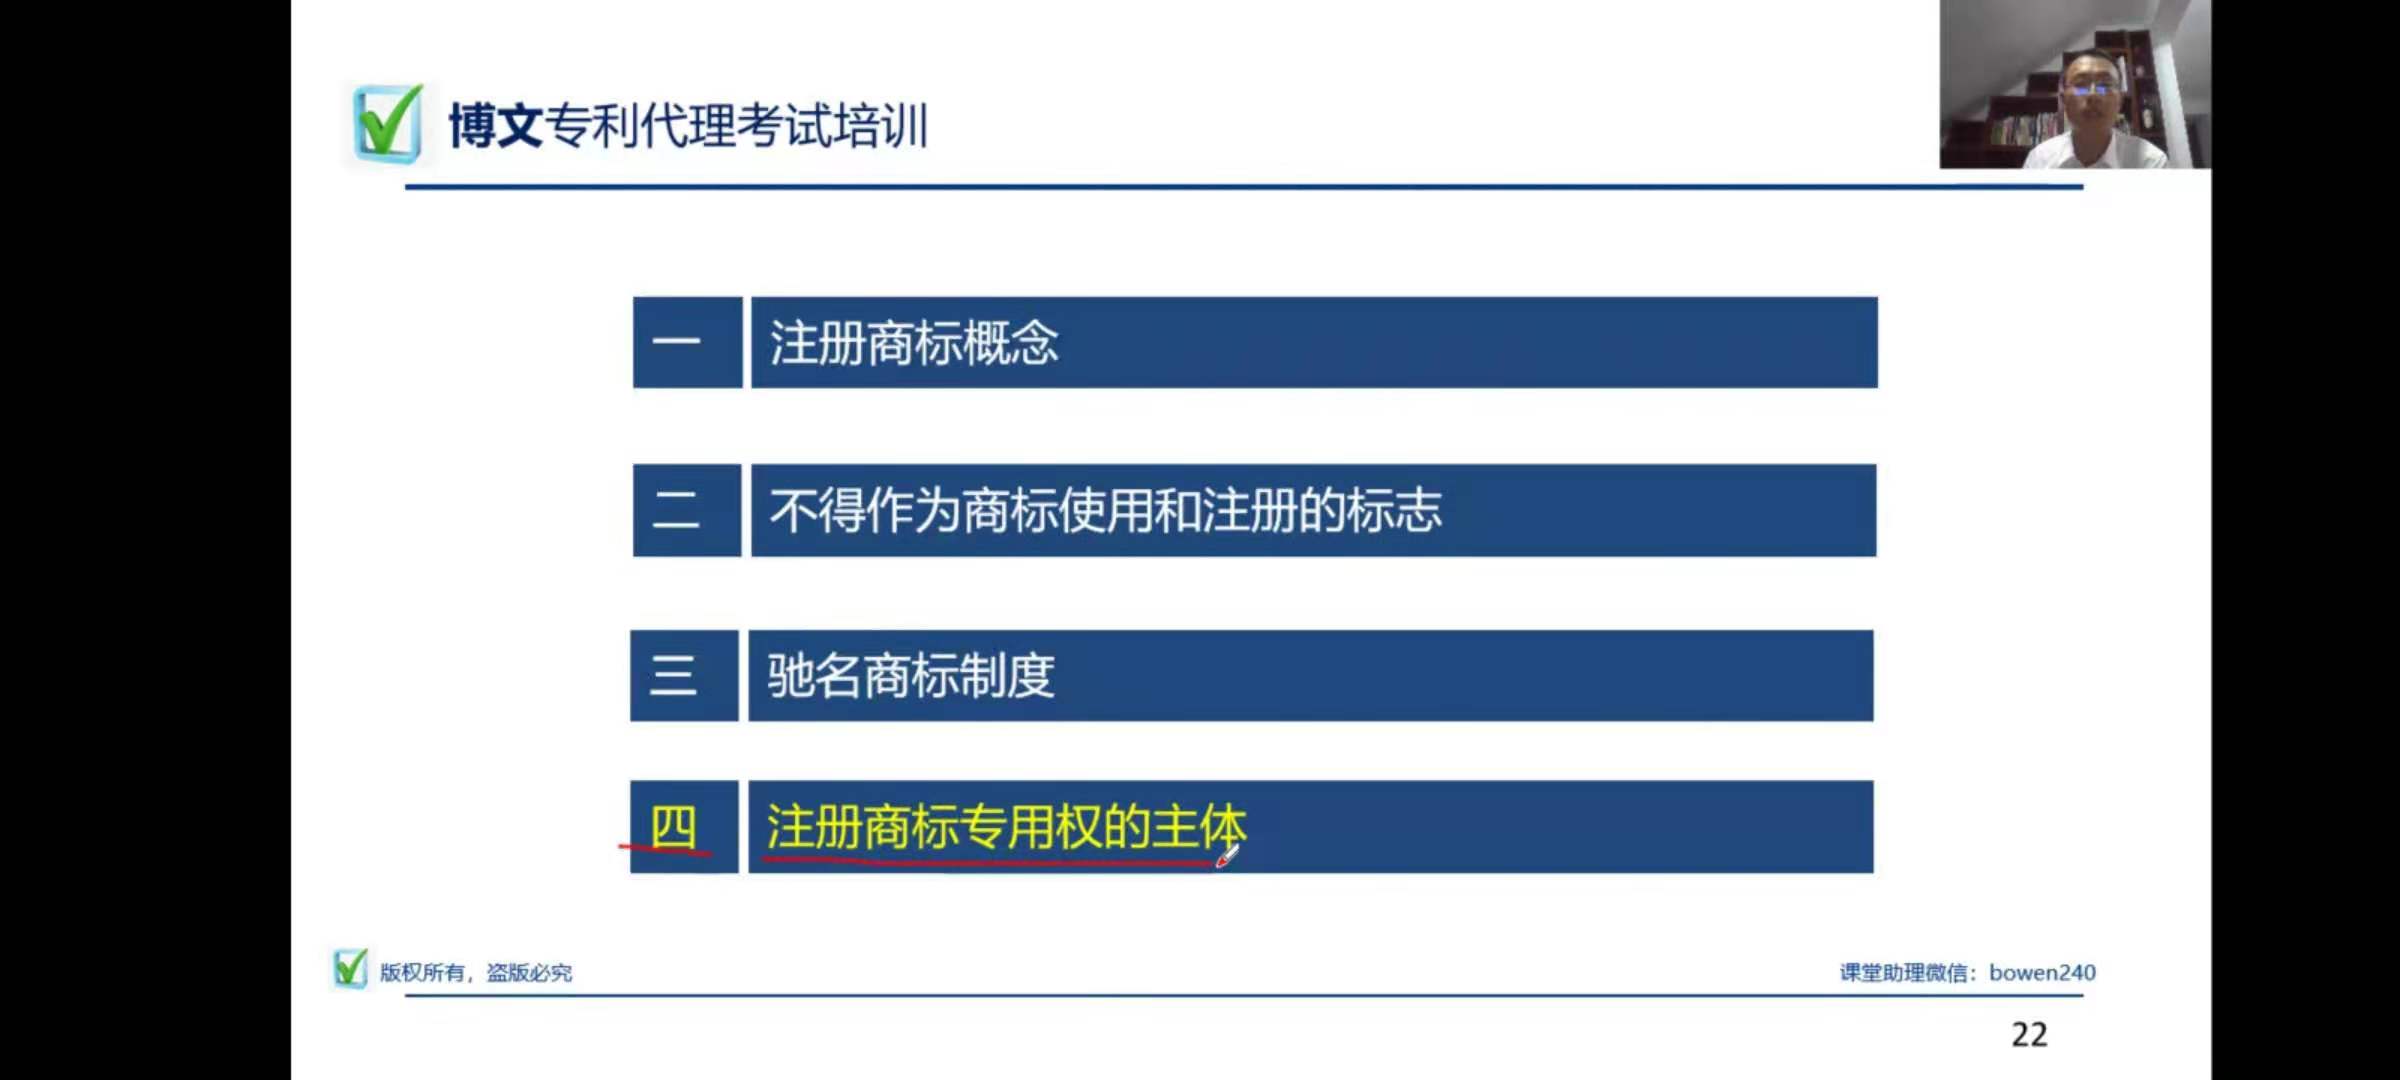 博文专利代理考试培训
一 注册商标概念
二 不得作为商标使用和注册的标志
三 驰名商标制度
四 注册商标专用权的主体
版权所有，盗版必究
课堂助理微信：bowen240
22